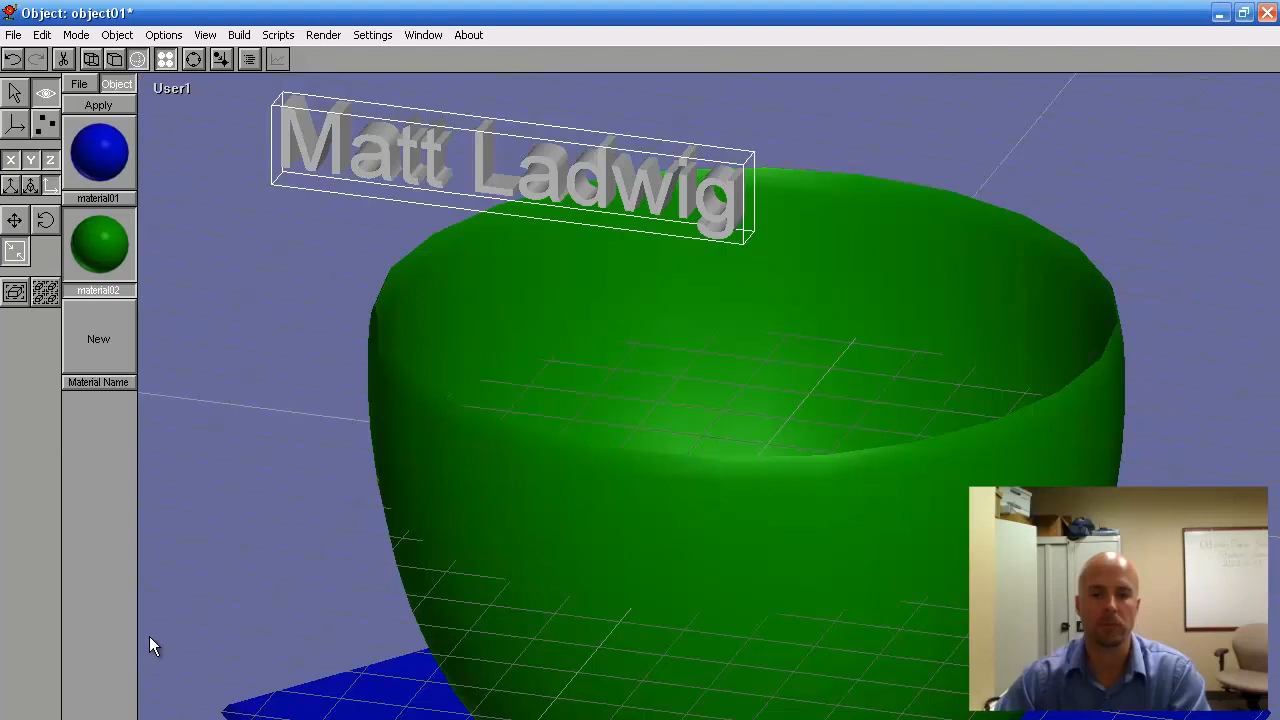 Object: object01*
File Edit Mode Object Options View Build Scripts Render Settings Window About
File Object
User1
Apply
X Y Z
material01
material02
New
Material Name
Matt Ladwig